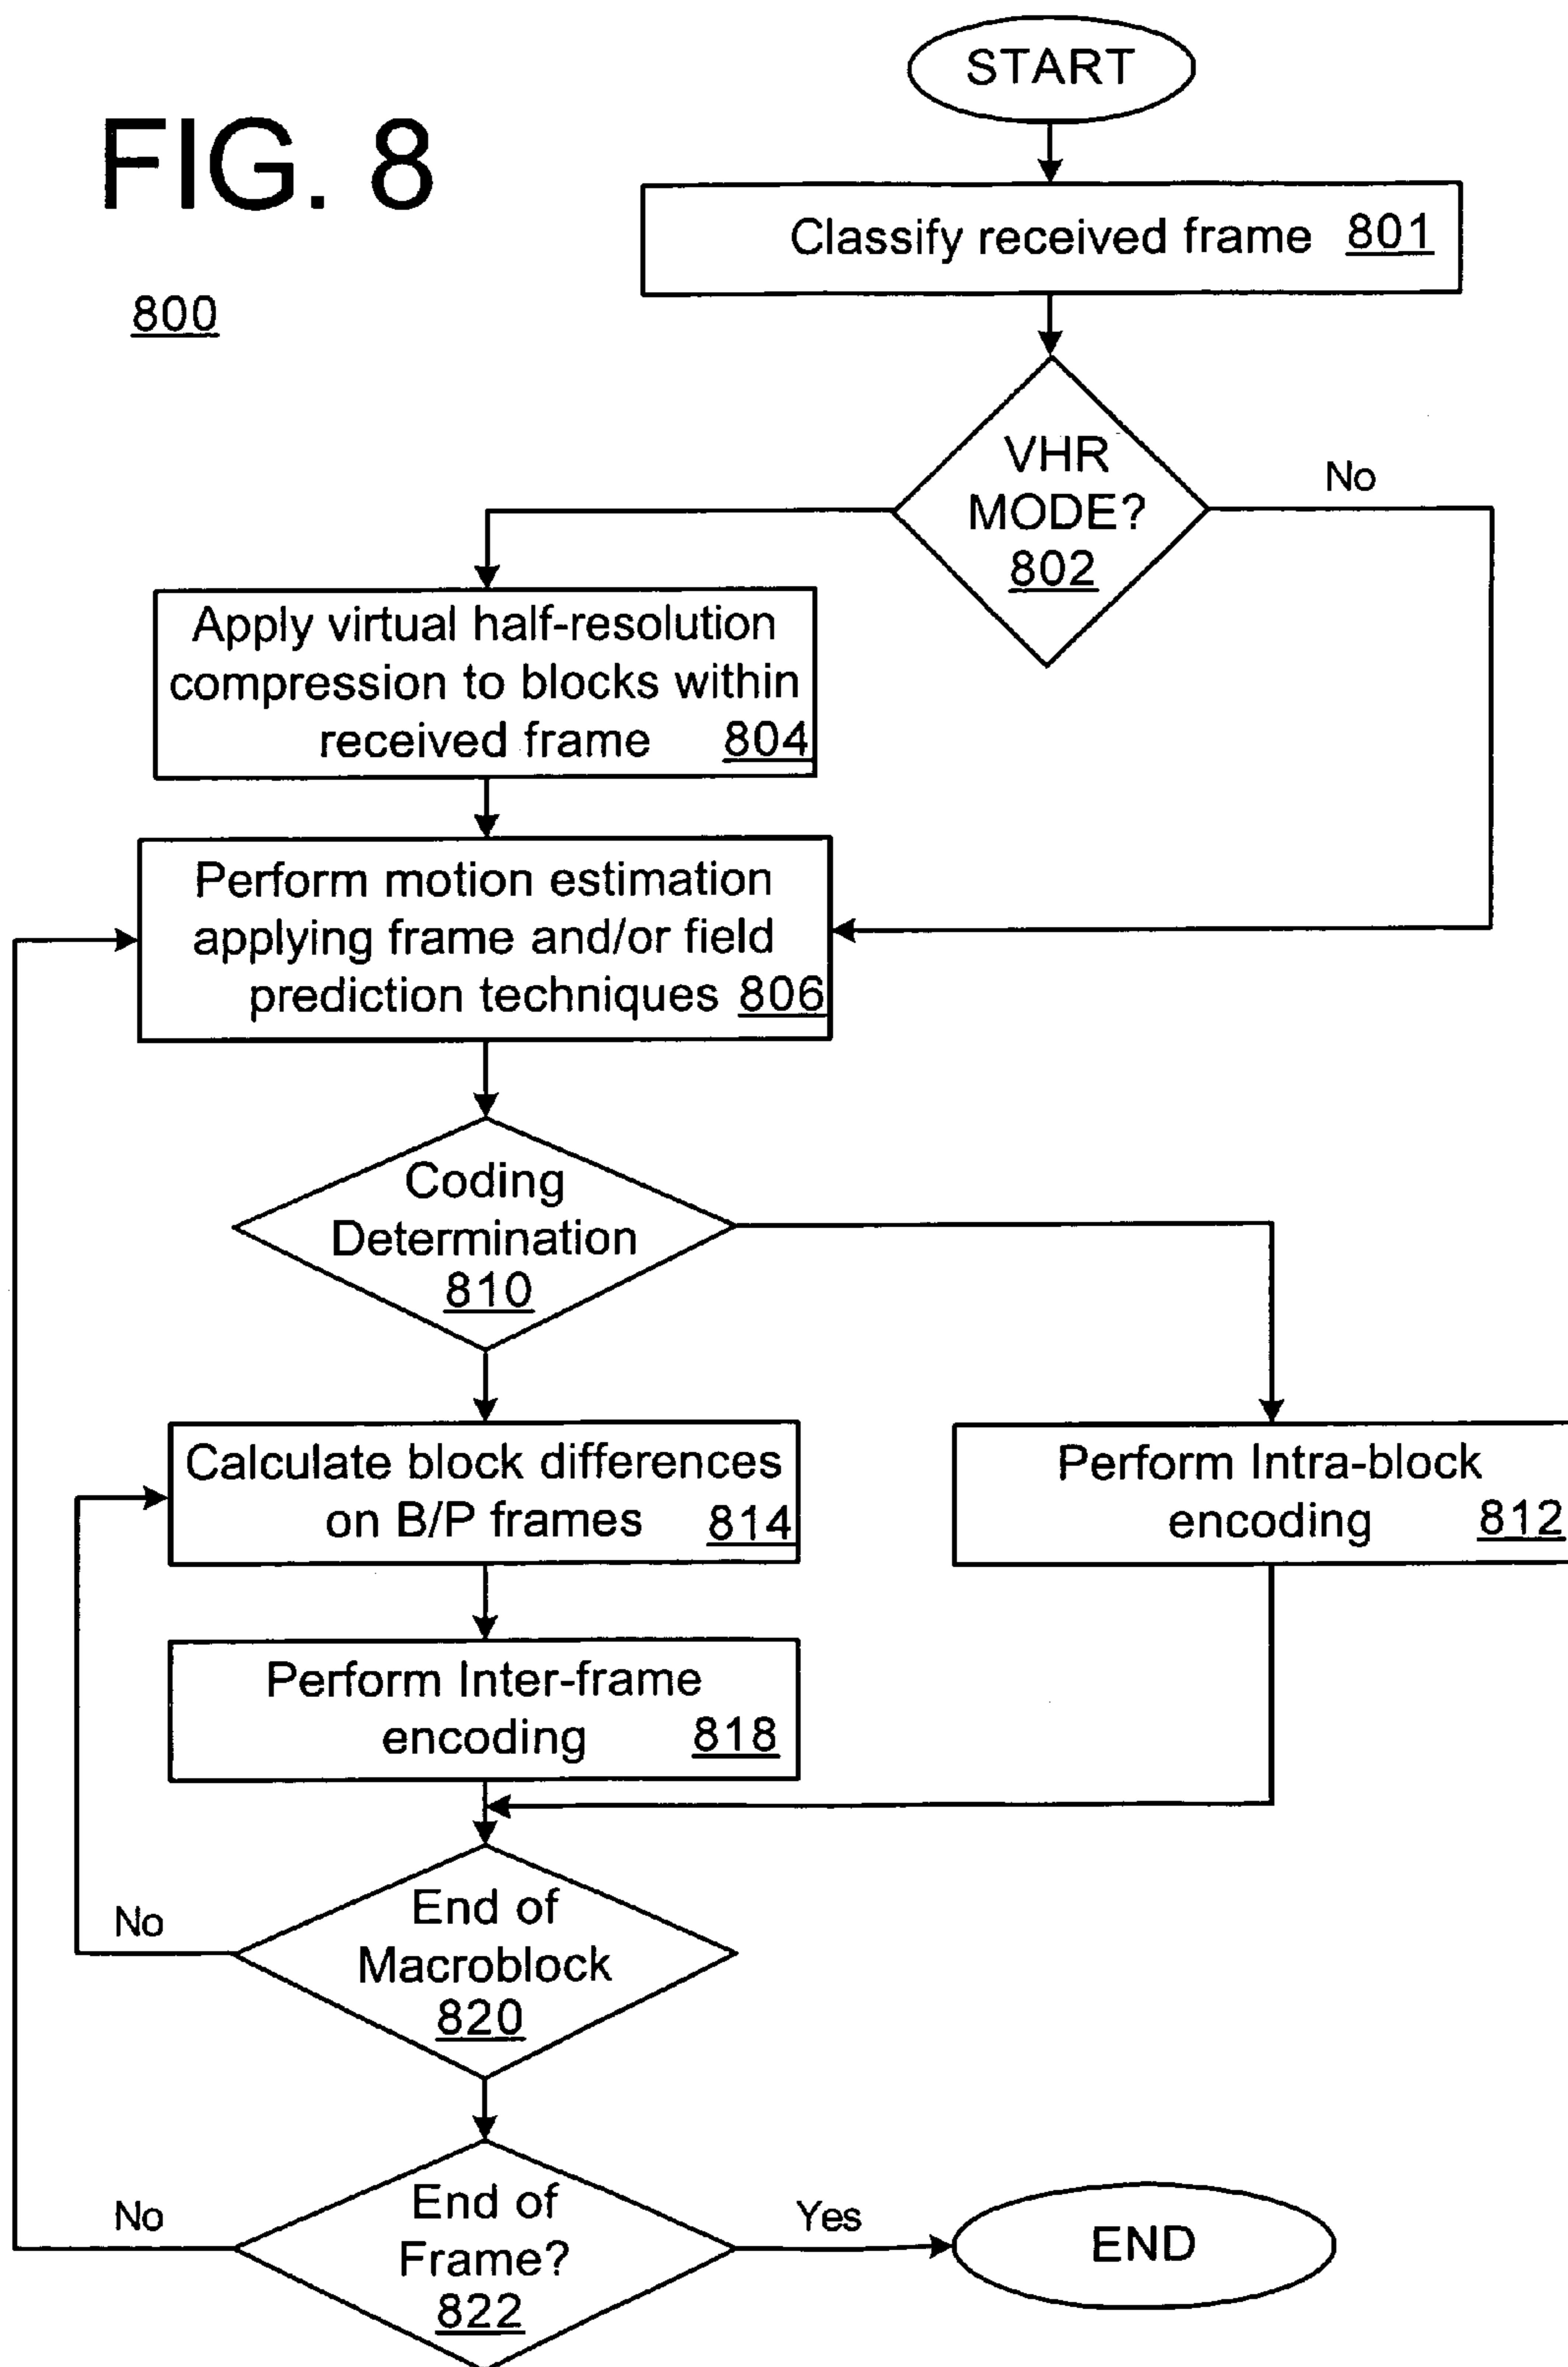 START
FIG. 8
800
Classify received frame 801
VHR
MODE?
802
No
Apply virtual half-resolution
compression to blocks within
received frame 804
Perform motion estimation
applying frame and/or field
prediction techniques 806
Coding
Determination
810
Calculate block differences
on B/P frames 814
Perform Intra-block
encoding 812
Perform Inter-frame
encoding 818
End of
Macroblock
820
No
End of
Frame?
822
No
Yes
END